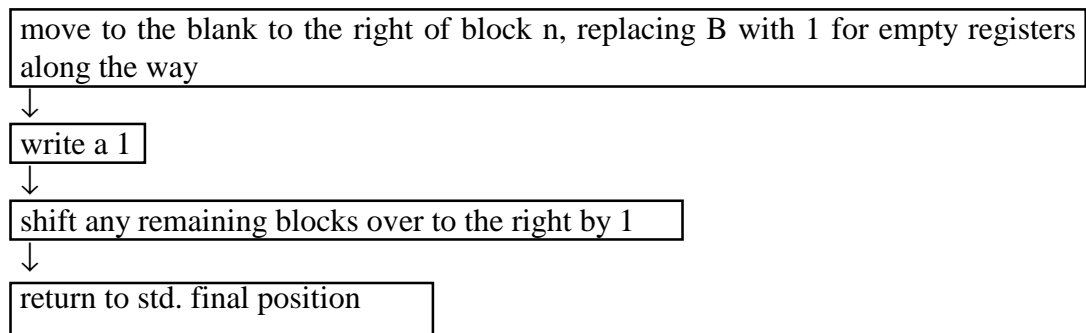 move to the blank to the right of block n, replacing B with 1 for empty registers
along the way
↓
write a 1
↓
shift any remaining blocks over to the right by 1
↓
return to std. final position